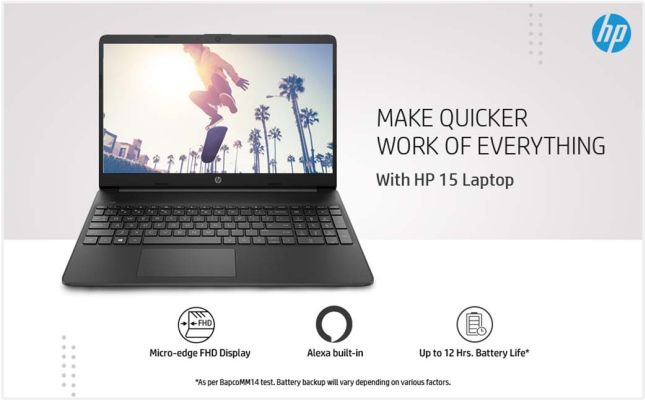 hp
MAKE QUICKER
WORK OF EVERYTHING
With HP 15 Laptop
hp
FHD
Micro-edge FHD Display
Alexa built-in
Up to 12 Hrs. Battery Life*
*As per BapcoMM14 test. Battery backup will vary depending on various factors.